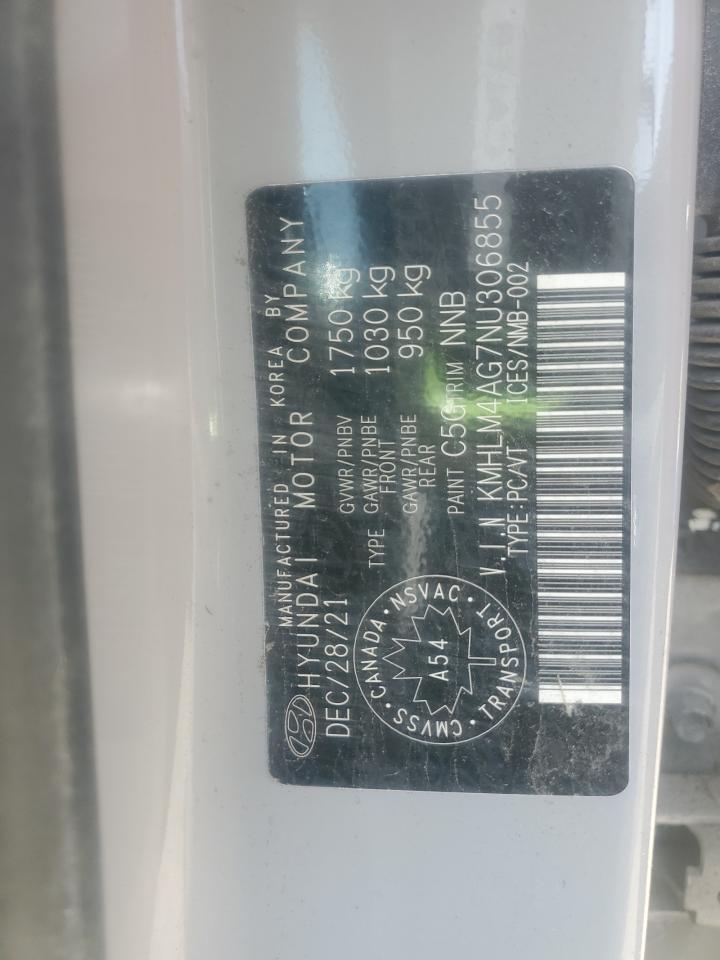 MANUFACTURED IN KOREA BY
HYUNDAI MOTOR COMPANY
DEC/28/21
GVWR/PNBV 1750 kg
TYPE GAWR/PNBE FRONT 1030 kg
GAWR/PNBE REAR 950 kg
PAINT C5G TRIM NNB
V.I.N KMHLM4AG7NU306855
TYPE:PC/VT ICES/NMB-002
CANADA · NSVAC · TRANSPORT · CMVSS
A54